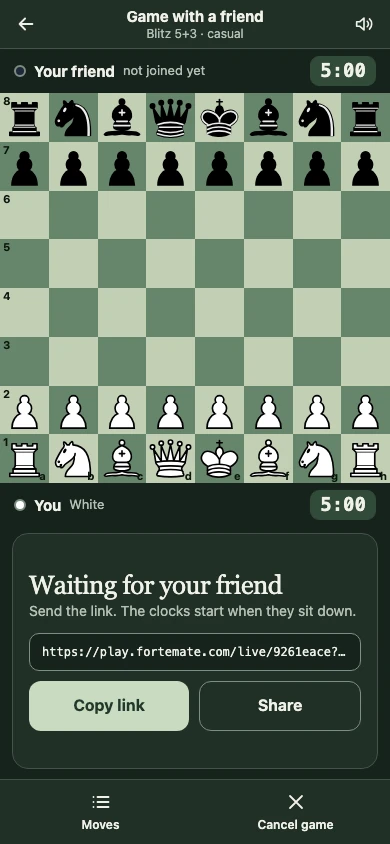 Game with a friend
Blitz 5+3 · casual
Your friend not joined yet 5:00
8
7
6
5
4
3
2
1
a b c d e f g h
You White 5:00
Waiting for your friend
Send the link. The clocks start when they sit down.
https://play.fortemate.com/live/9261eace?…
Copy link Share
Moves Cancel game